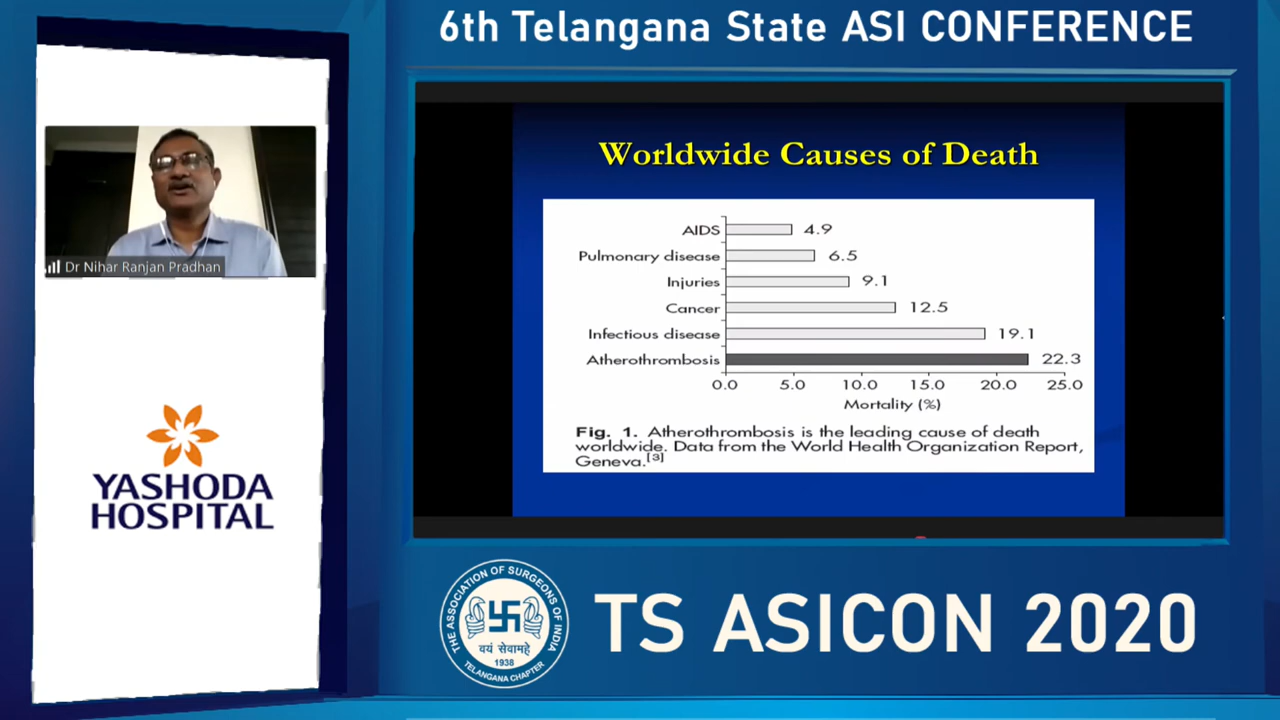 6th Telangana State ASI CONFERENCE
Dr Nihar Ranjan Pradhan
YASHODA
HOSPITAL
Worldwide Causes of Death
AIDS 4.9
Pulmonary disease 6.5
Injuries 9.1
Cancer 12.5
Infectious disease 19.1
Atherothrombosis 22.3
0.0 5.0 10.0 15.0 20.0 25.0
Mortality (%)
Fig. 1. Atherothrombosis is the leading cause of death
worldwide. Data from the World Health Organization Report,
Geneva.[3]
THE ASSOCIATION OF SURGEONS OF INDIA
वयं सेवामहे
1938
TELANGANA CHAPTER
TS ASICON 2020